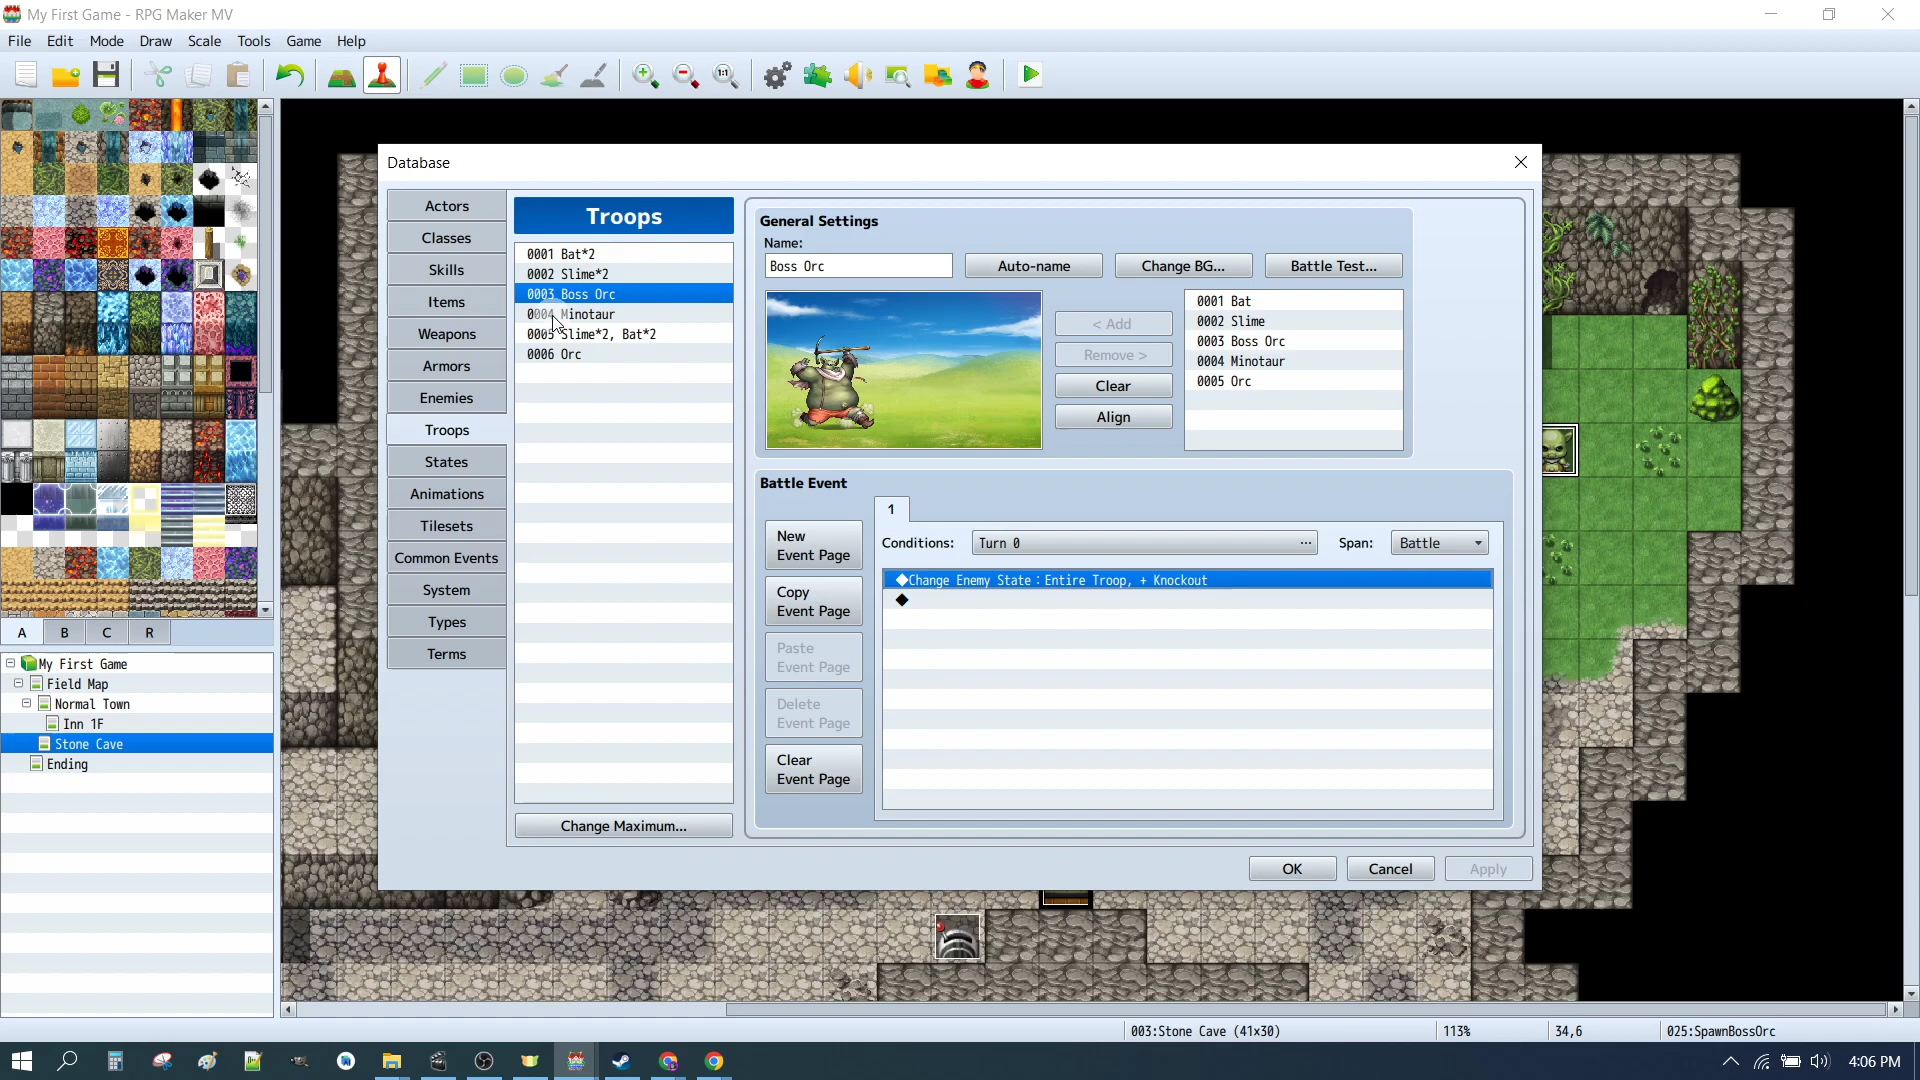 My First Game - RPG Maker MV
File Edit Mode Draw Scale Tools Game Help
1:1
Database
Actors
Classes
Skills
Items
Weapons
Armors
Enemies
Troops
States
Animations
Tilesets
Common Events
System
Types
Terms
Troops
0001 Bat*2
0002 Slime*2
0003 Boss Orc
0004 Minotaur
0005 Slime*2, Bat*2
0006 Orc
Change Maximum...
General Settings
Name:
Boss Orc
Auto-name
Change BG...
Battle Test...
< Add
Remove >
Clear
Align
0001 Bat
0002 Slime
0003 Boss Orc
0004 Minotaur
0005 Orc
Battle Event
New
Event Page
Copy
Event Page
Paste
Event Page
Delete
Event Page
Clear
Event Page
1
Conditions: Turn 0 ... Span: Battle
◆Change Enemy State：Entire Troop, + Knockout
◆
OK Cancel Apply
A B C R
My First Game
Field Map
Normal Town
Inn 1F
Stone Cave
Ending
003:Stone Cave (41x30) 113% 34,6 025:SpawnBossOrc
4:06 PM